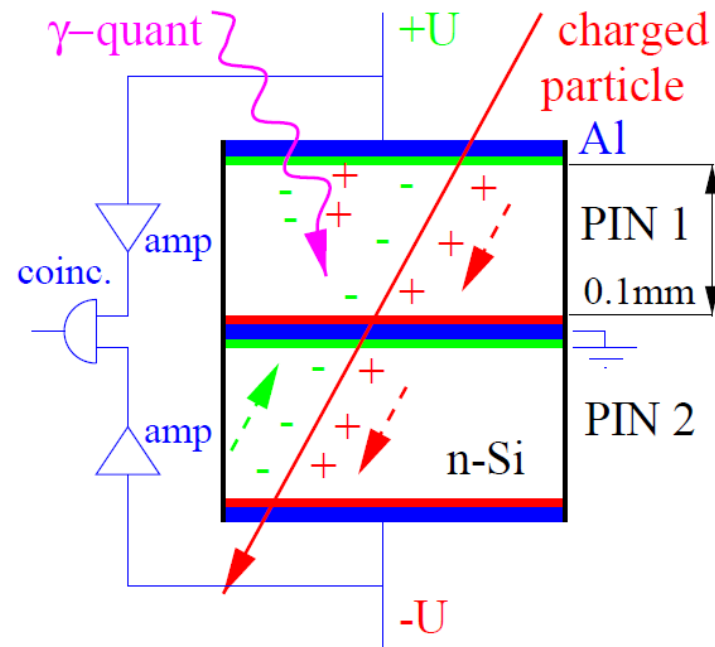 γ-quant
+U
charged
particle
Al
amp
PIN 1
coinc.
0.1mm
amp
PIN 2
n-Si
-U